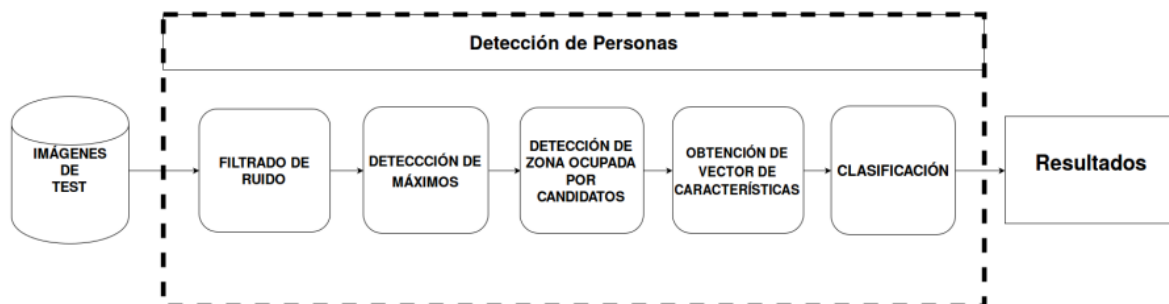 Detección de Personas
IMÁGENES
DE
TEST
FILTRADO DE
RUIDO
DETECCCIÓN DE
MÁXIMOS
DETECCIÓN DE
ZONA OCUPADA
POR
CANDIDATOS
OBTENCIÓN DE
VECTOR DE
CARACTERÍSTICAS
CLASIFICACIÓN
Resultados